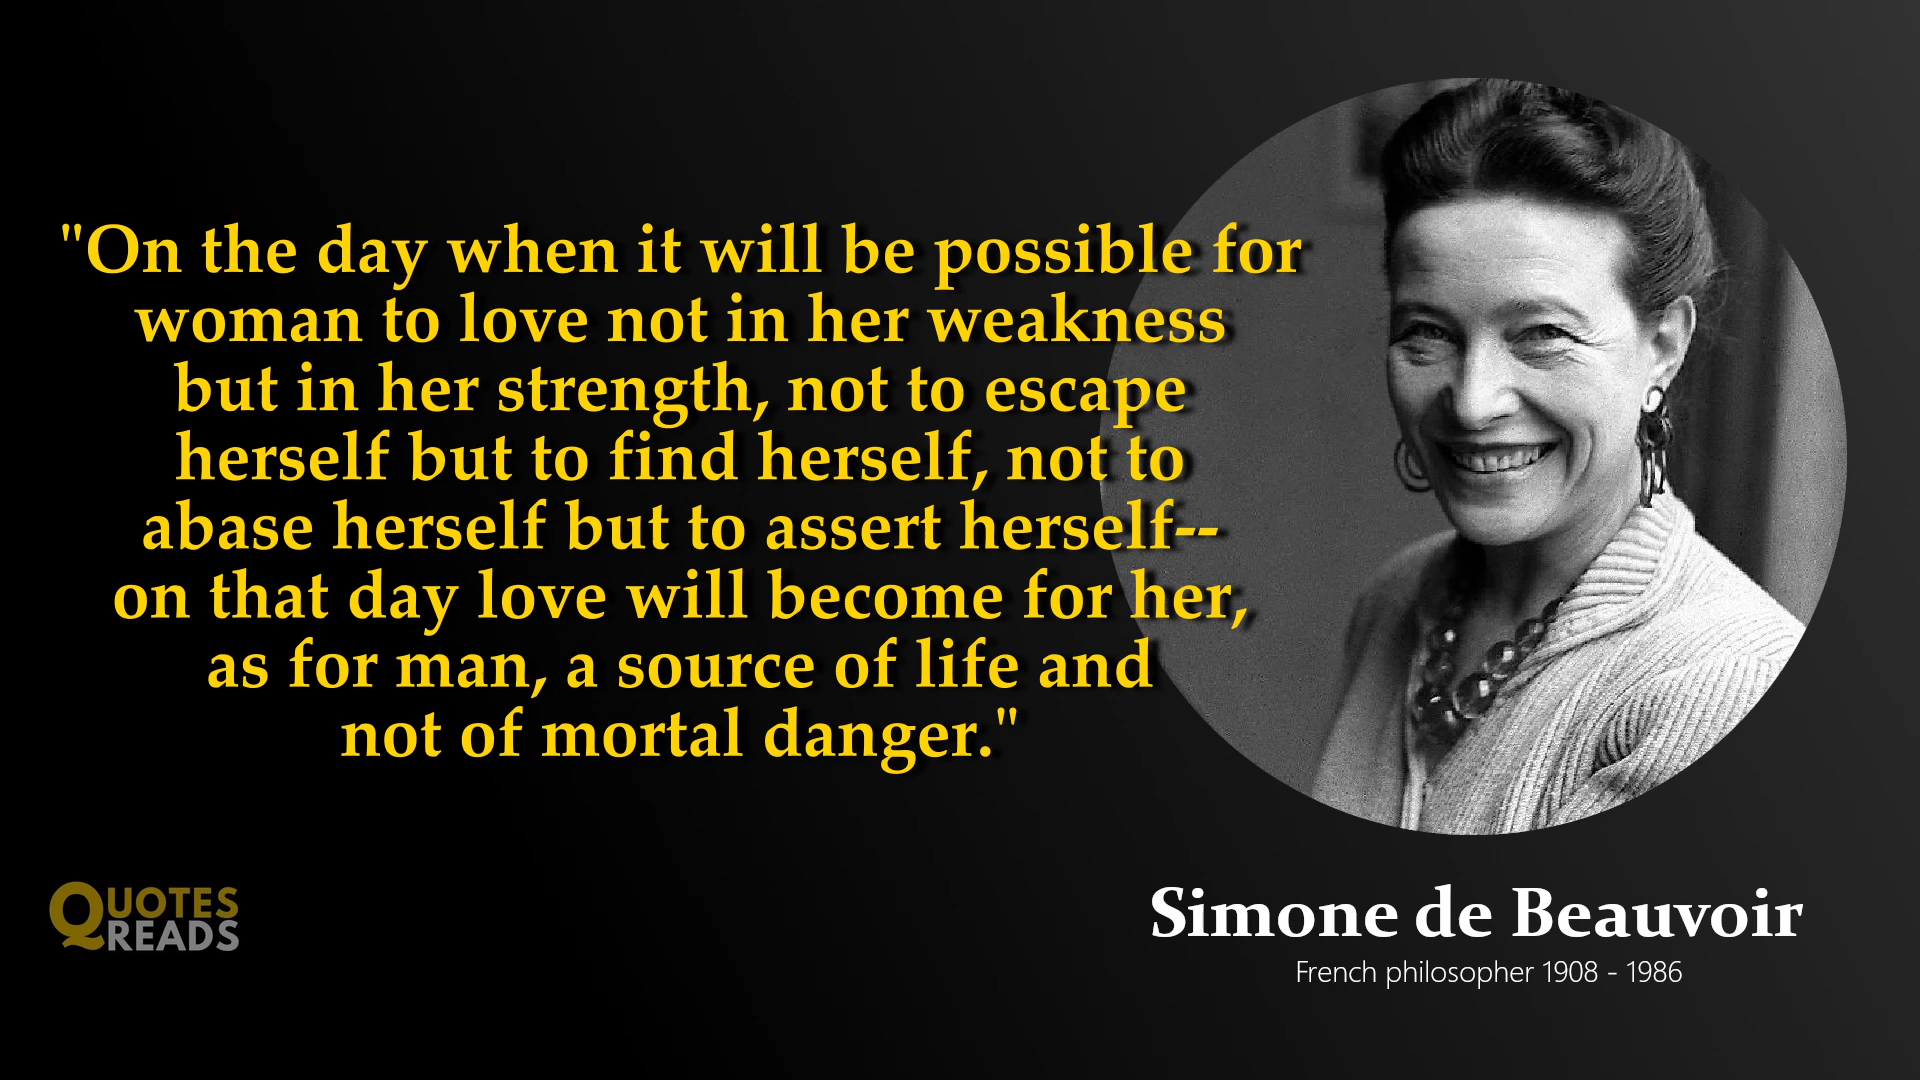 "On the day when it will be possible for
woman to love not in her weakness
but in her strength, not to escape
herself but to find herself, not to
abase herself but to assert herself--
on that day love will become for her,
as for man, a source of life and
not of mortal danger."
QUOTES
READS
Simone de Beauvoir
French philosopher 1908 - 1986